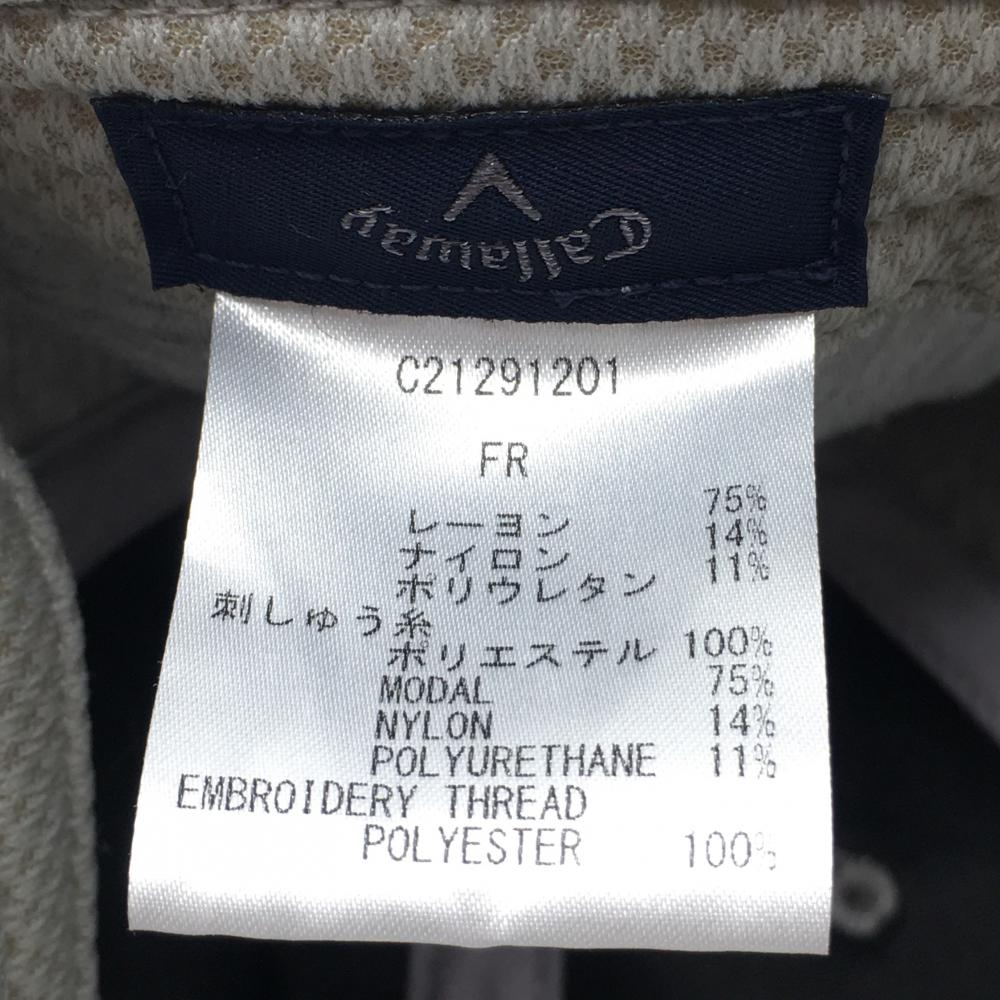 Callaway
C21291201
FR
レーヨン 75%
ナイロン 14%
ポリウレタン 11%
刺しゅう糸
ポリエステル 100%
MODAL 75%
NYLON 14%
POLYURETHANE 11%
EMBROIDERY THREAD
POLYESTER 100%